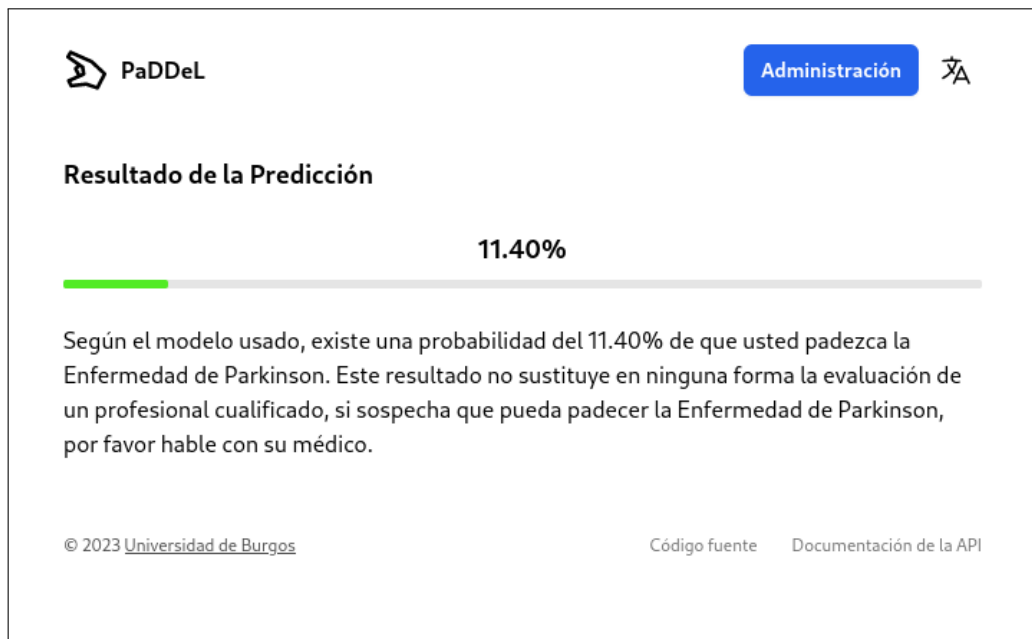 PaDDeL
Administración
Resultado de la Predicción
11.40%
Según el modelo usado, existe una probabilidad del 11.40% de que usted padezca la
Enfermedad de Parkinson. Este resultado no sustituye en ninguna forma la evaluación de
un profesional cualificado, si sospecha que pueda padecer la Enfermedad de Parkinson,
por favor hable con su médico.
© 2023 Universidad de Burgos
Código fuente
Documentación de la API